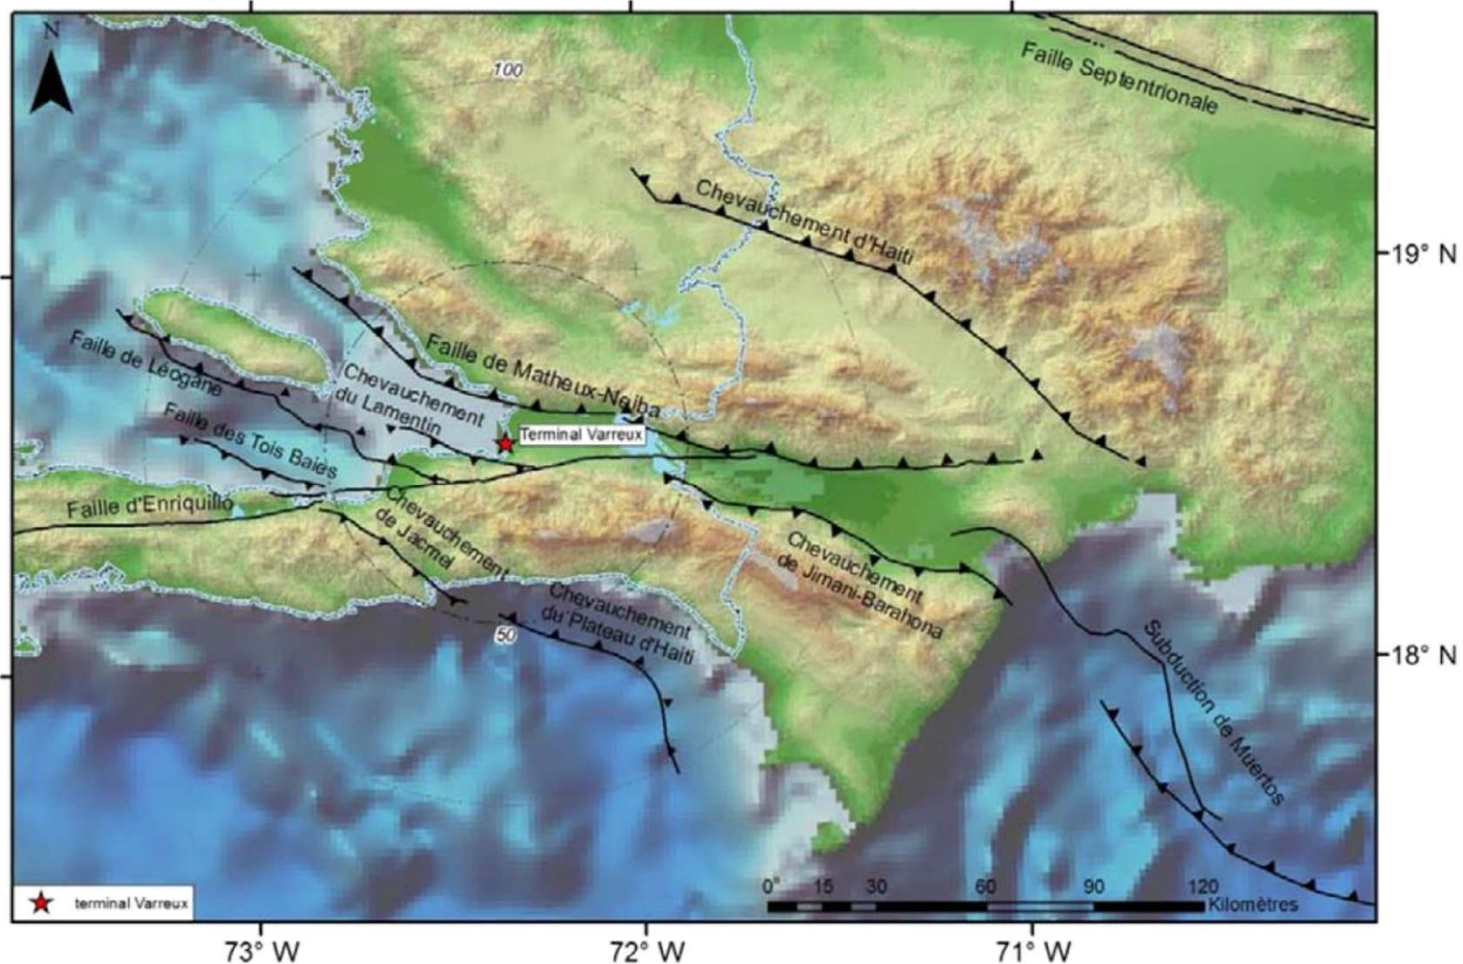 N
100
Faille Septentrionale
Chevauchement d'Haiti
19° N
Faille de Matheux-Neiba
Faille de Léogane
Chevauchement
du Lamentin
Faille des Tois Baies
Terminal Varreux
Faille d'Enriquillo
Chevauchement
de Jacmel
Chevauchement
de Jimani-Barahona
Chevauchement
du Plateau d'Haiti
50
18° N
Subduction de Muertos
0
15
30
60
90
120
Kilomètres
terminal Varreux
73° W
72° W
71° W